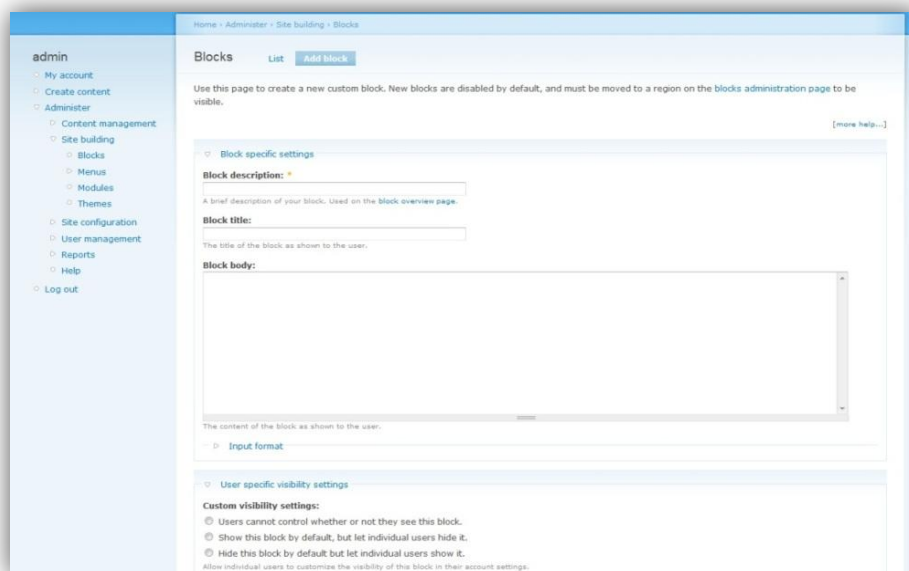 Home › Administer › Site building › Blocks
admin
My account
Create content
Administer
Content management
Site building
Blocks
Menus
Modules
Themes
Site configuration
User management
Reports
Help
Log out
Blocks List Add block
Use this page to create a new custom block. New blocks are disabled by default, and must be moved to a region on the blocks administration page to be
visible.
[more help...]
Block specific settings
Block description: *
A brief description of your block. Used on the block overview page.
Block title:
The title of the block as shown to the user.
Block body:
The content of the block as shown to the user.
Input format
User specific visibility settings
Custom visibility settings:
Users cannot control whether or not they see this block.
Show this block by default, but let individual users hide it.
Hide this block by default but let individual users show it.
Allow individual users to customize the visibility of this block in their account settings.